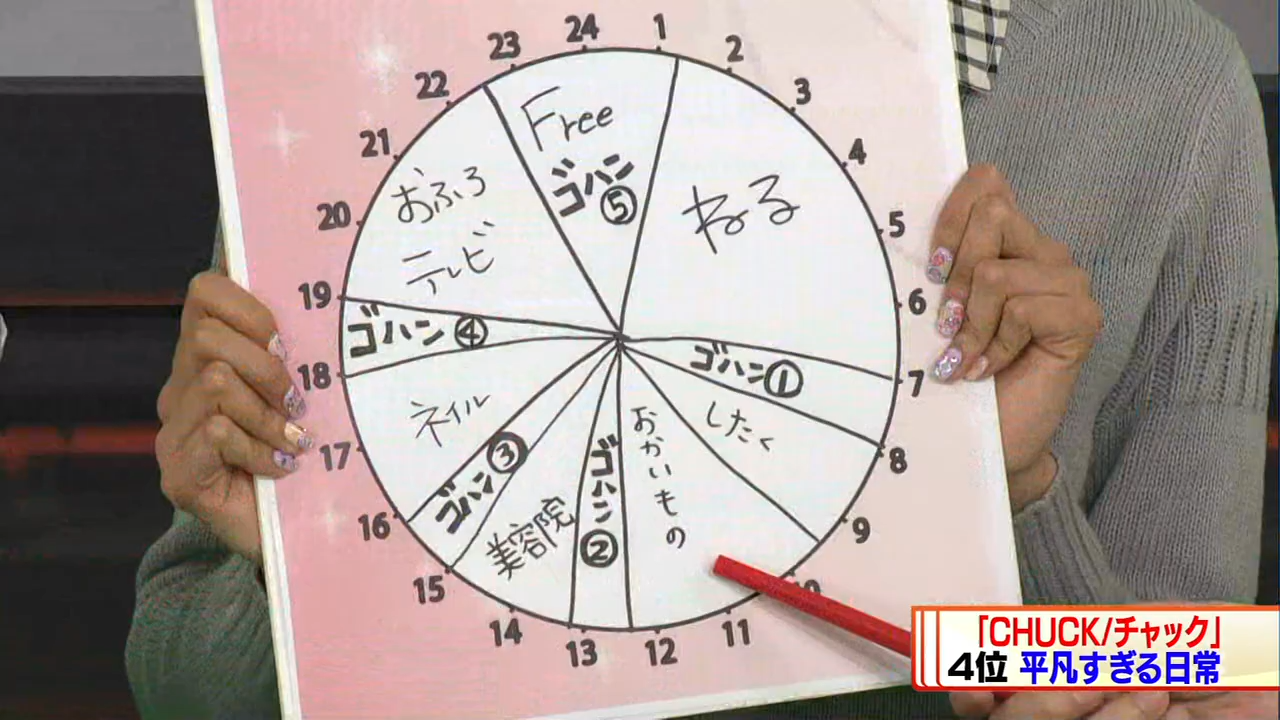 24
1
2
3
4
5
6
7
8
9
11
12
13
14
15
16
17
18
19
20
21
22
23
Free
ゴハン⑤
ねる
ゴハン①
したく
おかいもの
ゴハン②
美容院
ゴハン③
ネイル
ゴハン④
おふろ
テレビ
「CHUCK/チャック」
4位 平凡すぎる日常